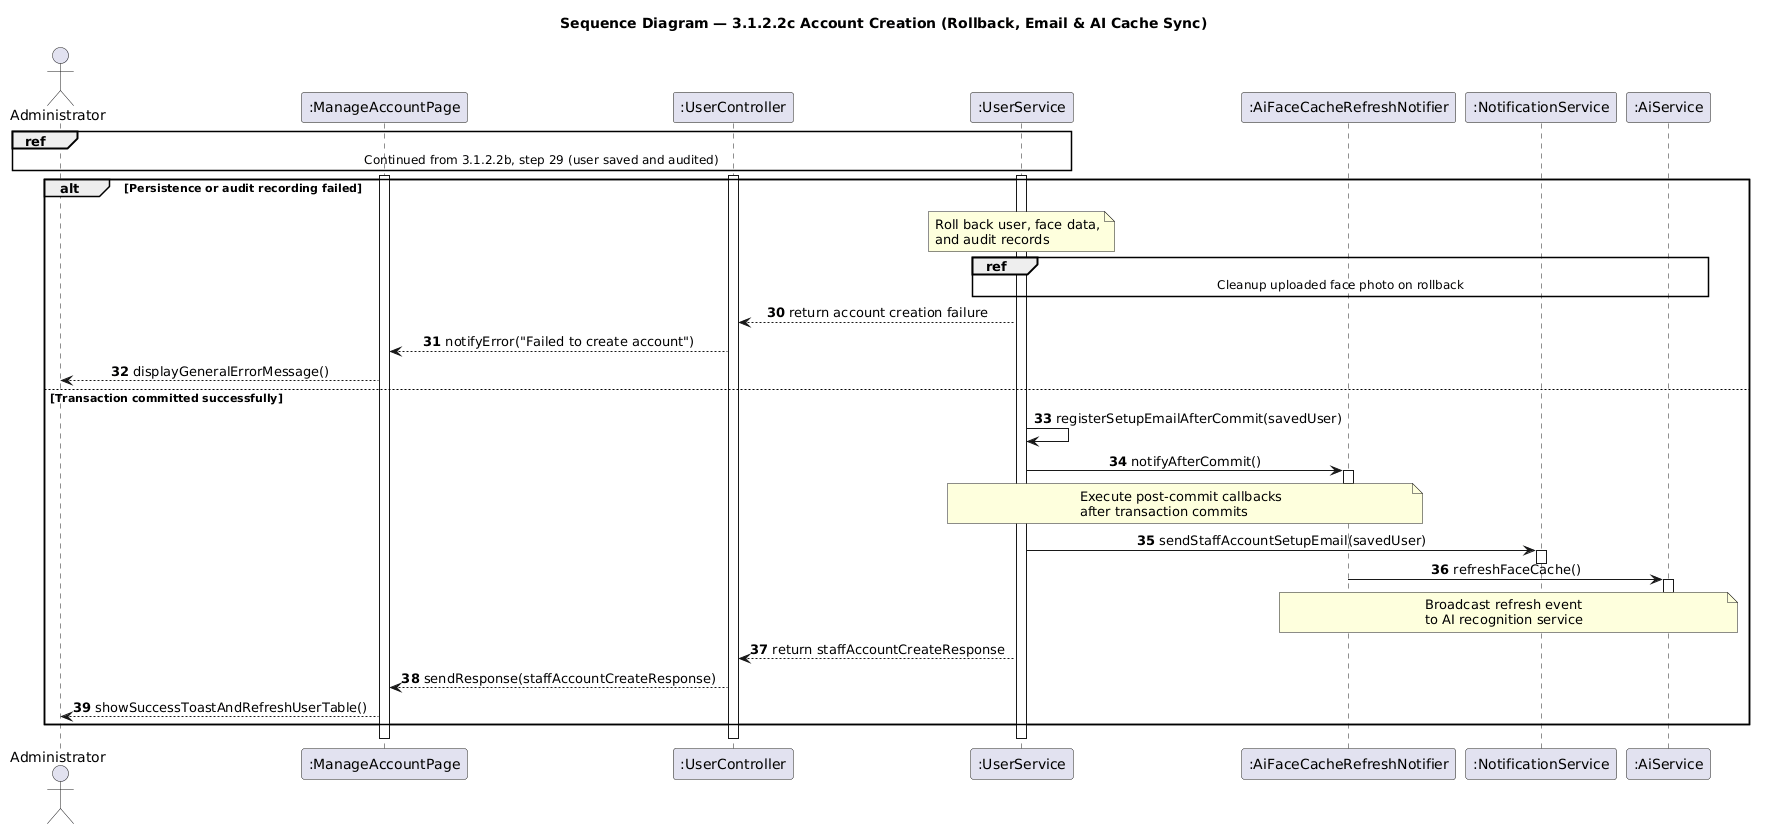 Sequence Diagram — 3.1.2.2c Account Creation (Rollback, Email & AI Cache Sync)
Administrator
:ManageAccountPage
:UserController
:UserService
:AiFaceCacheRefreshNotifier
:NotificationService
:AiService
ref
Continued from 3.1.2.2b, step 29 (user saved and audited)
alt
[Persistence or audit recording failed]
Roll back user, face data,
and audit records
ref
Cleanup uploaded face photo on rollback
30 return account creation failure
31 notifyError("Failed to create account")
32 displayGeneralErrorMessage()
[Transaction committed successfully]
33 registerSetupEmailAfterCommit(savedUser)
34 notifyAfterCommit()
Execute post-commit callbacks
after transaction commits
35 sendStaffAccountSetupEmail(savedUser)
36 refreshFaceCache()
Broadcast refresh event
to AI recognition service
37 return staffAccountCreateResponse
38 sendResponse(staffAccountCreateResponse)
39 showSuccessToastAndRefreshUserTable()
Administrator
:ManageAccountPage
:UserController
:UserService
:AiFaceCacheRefreshNotifier
:NotificationService
:AiService